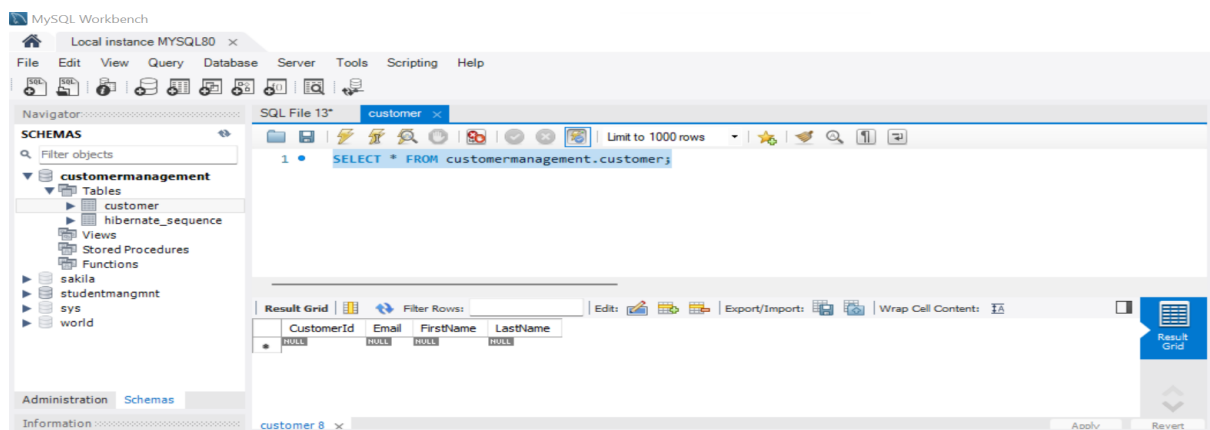 MySQL Workbench
Local instance MYSQL80 ×
File Edit View Query Database Server Tools Scripting Help
Navigator
SQL File 13* customer ×
SCHEMAS
Limit to 1000 rows
Filter objects
1 SELECT * FROM customermanagement.customer;
customermanagement
Tables
customer
hibernate_sequence
Views
Stored Procedures
Functions
sakila
studentmangmnt
sys
world
Result Grid Filter Rows: Edit: Export/Import: Wrap Cell Content:
CustomerId Email FirstName LastName
NULL NULL NULL NULL
Result
Grid
Administration Schemas
Information
customer 8 × Apply Revert